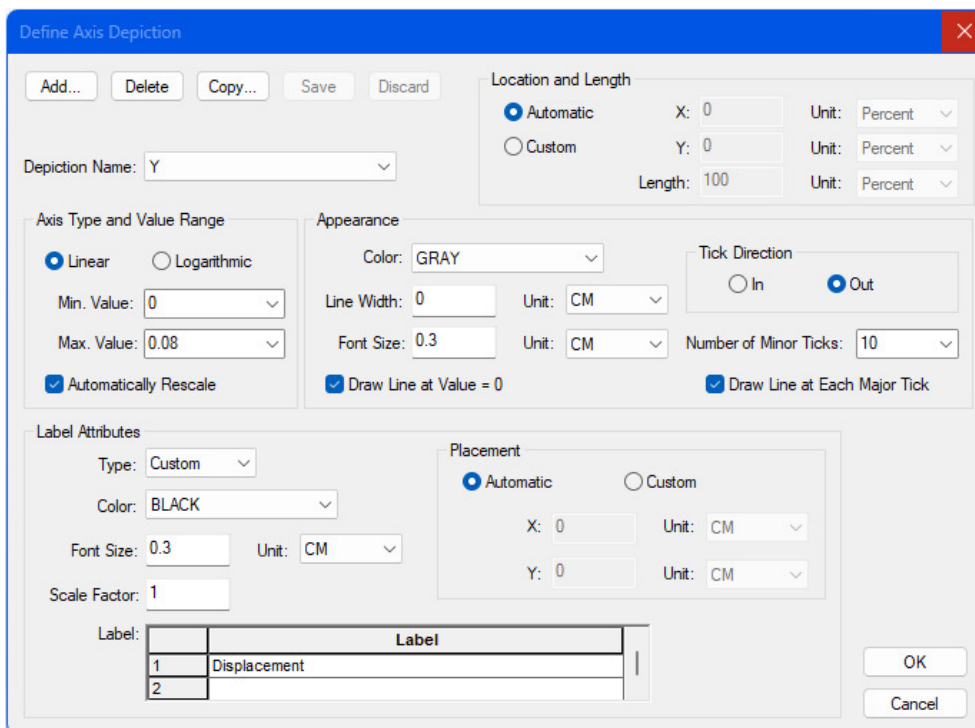 Define Axis Depiction
Add... Delete Copy... Save Discard
Depiction Name: Y
Location and Length
Automatic X: 0 Unit: Percent
Custom Y: 0 Unit: Percent
Length: 100 Unit: Percent
Axis Type and Value Range
Linear Logarithmic
Min. Value: 0
Max. Value: 0.08
Automatically Rescale
Appearance
Color: GRAY
Line Width: 0 Unit: CM
Font Size: 0.3 Unit: CM
Draw Line at Value = 0
Tick Direction
In Out
Number of Minor Ticks: 10
Draw Line at Each Major Tick
Label Attributes
Type: Custom
Color: BLACK
Font Size: 0.3 Unit: CM
Scale Factor: 1
Placement
Automatic Custom
X: 0 Unit: CM
Y: 0 Unit: CM
Label: Label
1 Displacement
2
OK
Cancel